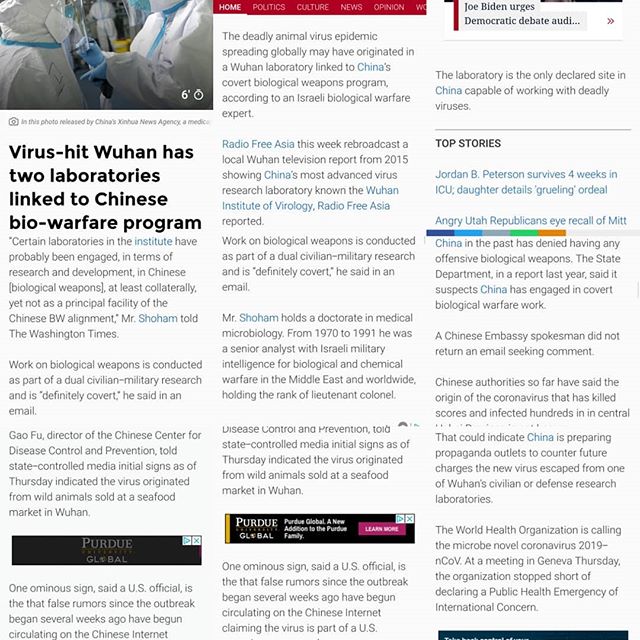 6'
In this photo released by China's Xinhua News Agency, a medica
Virus-hit Wuhan has
two laboratories
linked to Chinese
bio-warfare program
"Certain laboratories in the institute have
probably been engaged, in terms of
research and development, in Chinese
[biological weapons], at least collaterally,
yet not as a principal facility of the
Chinese BW alignment," Mr. Shoham told
The Washington Times.
Work on biological weapons is conducted
as part of a dual civilian-military research
and is "definitely covert," he said in an
email.
Gao Fu, director of the Chinese Center for
Disease Control and Prevention, told
state-controlled media initial signs as of
Thursday indicated the virus originated
from wild animals sold at a seafood
market in Wuhan.
PURDUE
UNIVERSITY
GLOBAL
One ominous sign, said a U.S. official, is
the that false rumors since the outbreak
began several weeks ago have begun
circulating on the Chinese Internet
HOME POLITICS CULTURE NEWS OPINION WO
The deadly animal virus epidemic
spreading globally may have originated in
a Wuhan laboratory linked to China's
covert biological weapons program,
according to an Israeli biological warfare
expert.
Radio Free Asia this week rebroadcast a
local Wuhan television report from 2015
showing China's most advanced virus
research laboratory known the Wuhan
Institute of Virology, Radio Free Asia
reported.
Work on biological weapons is conducted
as part of a dual civilian-military research
and is "definitely covert," he said in an
email.
Mr. Shoham holds a doctorate in medical
microbiology. From 1970 to 1991 he was
a senior analyst with Israeli military
intelligence for biological and chemical
warfare in the Middle East and worldwide,
holding the rank of lieutenant colonel.
Disease Control and Prevention, told
state-controlled media initial signs as of
Thursday indicated the virus originated
from wild animals sold at a seafood
market in Wuhan.
PURDUE
UNIVERSITY
GLOBAL
Purdue Global. A New
Addition to the Purdue
Family.
LEARN MORE
One ominous sign, said a U.S. official, is
the that false rumors since the outbreak
began several weeks ago have begun
circulating on the Chinese Internet
claiming the virus is part of a U.S.
Joe Biden urges
Democratic debate audi... »
The laboratory is the only declared site in
China capable of working with deadly
viruses.
TOP STORIES
Jordan B. Peterson survives 4 weeks in
ICU; daughter details 'grueling' ordeal
Angry Utah Republicans eye recall of Mitt
China in the past has denied having any
offensive biological weapons. The State
Department, in a report last year, said it
suspects China has engaged in covert
biological warfare work.
A Chinese Embassy spokesman did not
return an email seeking comment.
Chinese authorities so far have said the
origin of the coronavirus that has killed
scores and infected hundreds in in central
That could indicate China is preparing
propaganda outlets to counter future
charges the new virus escaped from one
of Wuhan's civilian or defense research
laboratories.
The World Health Organization is calling
the microbe novel coronavirus 2019-
nCoV. At a meeting in Geneva Thursday,
the organization stopped short of
declaring a Public Health Emergency of
International Concern.